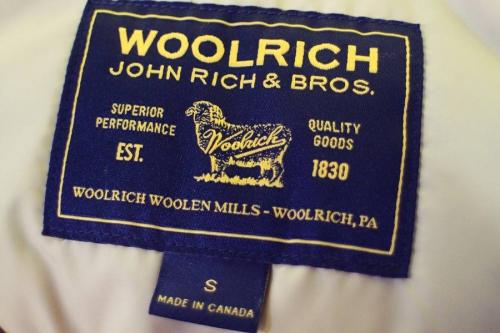 WOOLRICH
JOHN RICH & BROS.
SUPERIOR
PERFORMANCE
EST.
Woolrich
QUALITY
GOODS
1830
WOOLRICH WOOLEN MILLS - WOOLRICH, PA
S
MADE IN CANADA